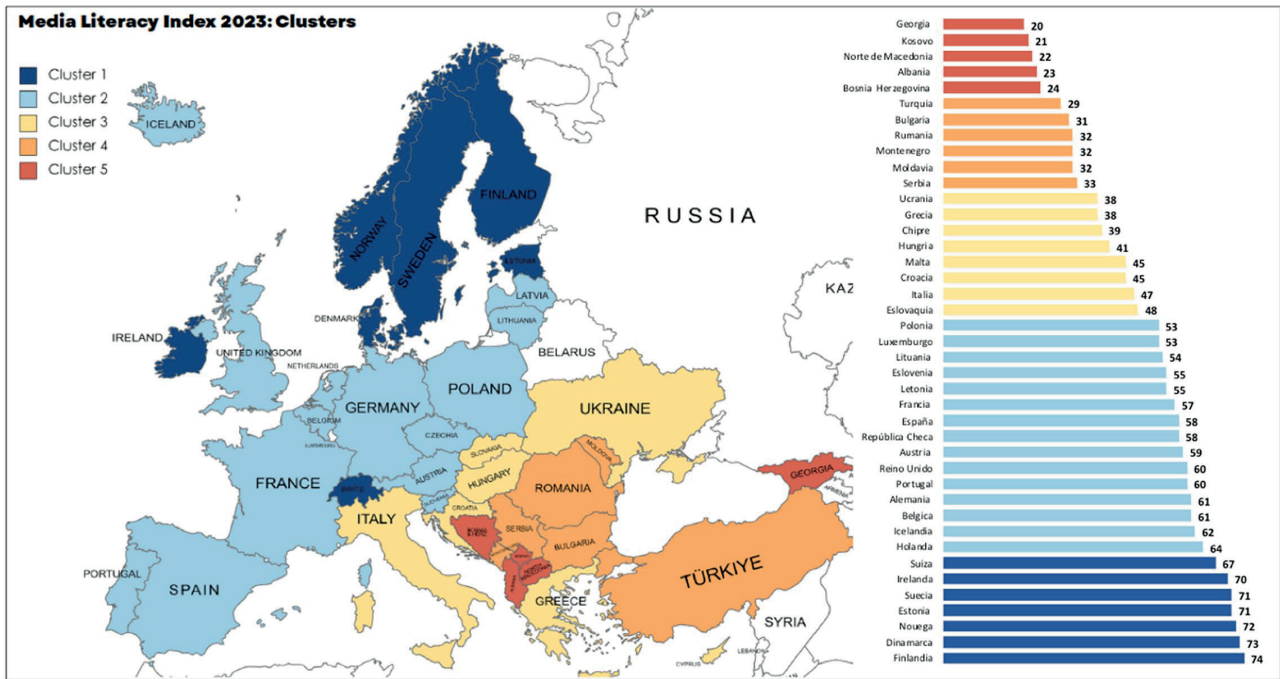 Media Literacy Index 2023: Clusters
Cluster 1
Cluster 2
Cluster 3
Cluster 4
Cluster 5
ICELAND
FINLAND
NORWAY
SWEDEN
RUSSIA
ESTONIA
LATVIA
LITHUANIA
DENMARK
IRELAND
UNITED KINGDOM
NETHERLANDS
BELARUS
KAZ
POLAND
GERMANY
BELGIUM
LUXEMBOURG
CZECHIA
UKRAINE
SLOVAKIA
MOLDOVA
AUSTRIA
HUNGARY
FRANCE
SLOVENIA
CROATIA
ROMANIA
GEORGIA
ARMENIA
ITALY
SERBIA
BULGARIA
PORTUGAL
SPAIN
ALBANIA
GREECE
TÜRKIYE
SYRIA
CYPRUS
LEBANON
Georgia 20
Kosovo 21
Norte de Macedonia 22
Albania 23
Bosnia Herzegovina 24
Turquia 29
Bulgaria 31
Rumania 32
Montenegro 32
Moldavia 32
Serbia 33
Ucrania 38
Grecia 38
Chipre 39
Hungria 41
Malta 45
Croacia 45
Italia 47
Eslovaquia 48
Polonia 53
Luxemburgo 53
Lituania 54
Eslovenia 55
Letonia 55
Francia 57
España 58
República Checa 58
Austria 59
Reino Unido 60
Portugal 60
Alemania 61
Belgica 61
Icelandia 62
Holanda 64
Suiza 67
Irelanda 70
Suecia 71
Estonia 71
Nouega 72
Dinamarca 73
Finlandia 74